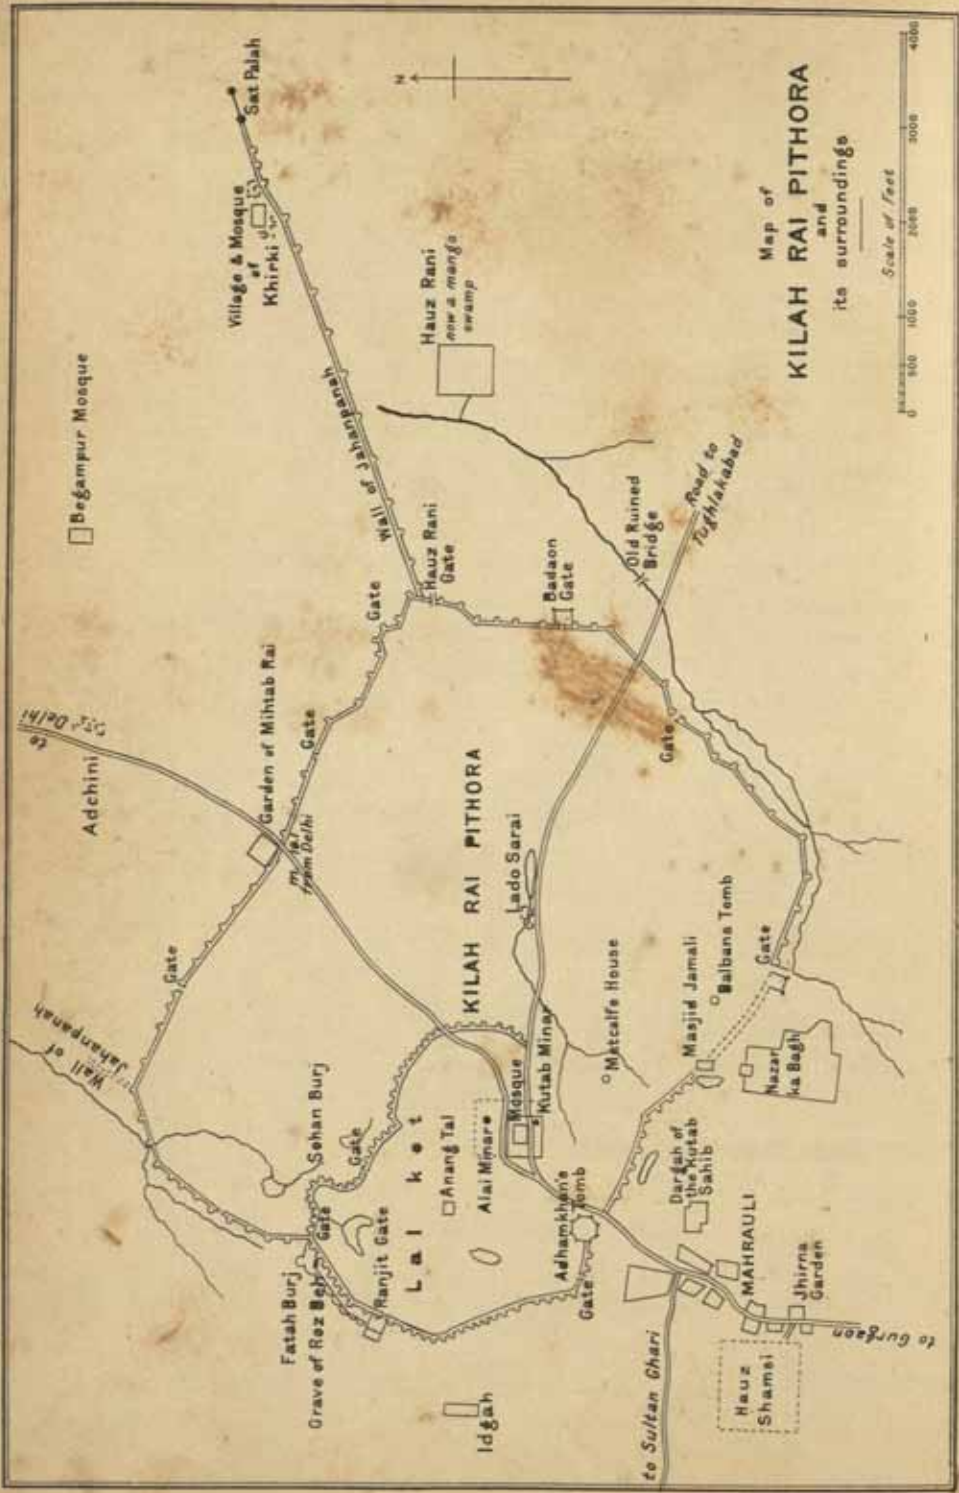 Map of
KILAH RAI PITHORA
and
its surroundings
Scale of Feet
0
500
1000
2000
3000
4000
N
Sat Palah
Village & Mosque
of
Khirki
Begampur Mosque
Wall of Jahanpanah
Hauz Rani
now a mango
swamp
Hauz Rani
Gate
Gate
Badaon
Gate
Old Ruined
Bridge
Road to
Tughlakabad
to
Delhi
Adchini
Garden of Mihtab Rai
Gate
from Delhi
Gate
Wall of
Jahanpanah
KILAH RAI PITHORA
Lado Sarai
Gate
Gate
Balbans Tomb
Masjid Jamali
Metcalfe House
Nazar
ka Bagh
Kutab Minar
Mosque
Alai Minar
Anang Tal
Lal kot
Sohan Burj
Gate
Gate
Ranjit Gate
Fatah Burj
Grave of Roz Beh
Adhamkhan's
Tomb
Gate
Dargah of
the Kutab
Sahib
MAHRAULI
Jhirna
Garden
to Gurgaon
Hauz
Shamsi
to Sultan Ghari
Idgah